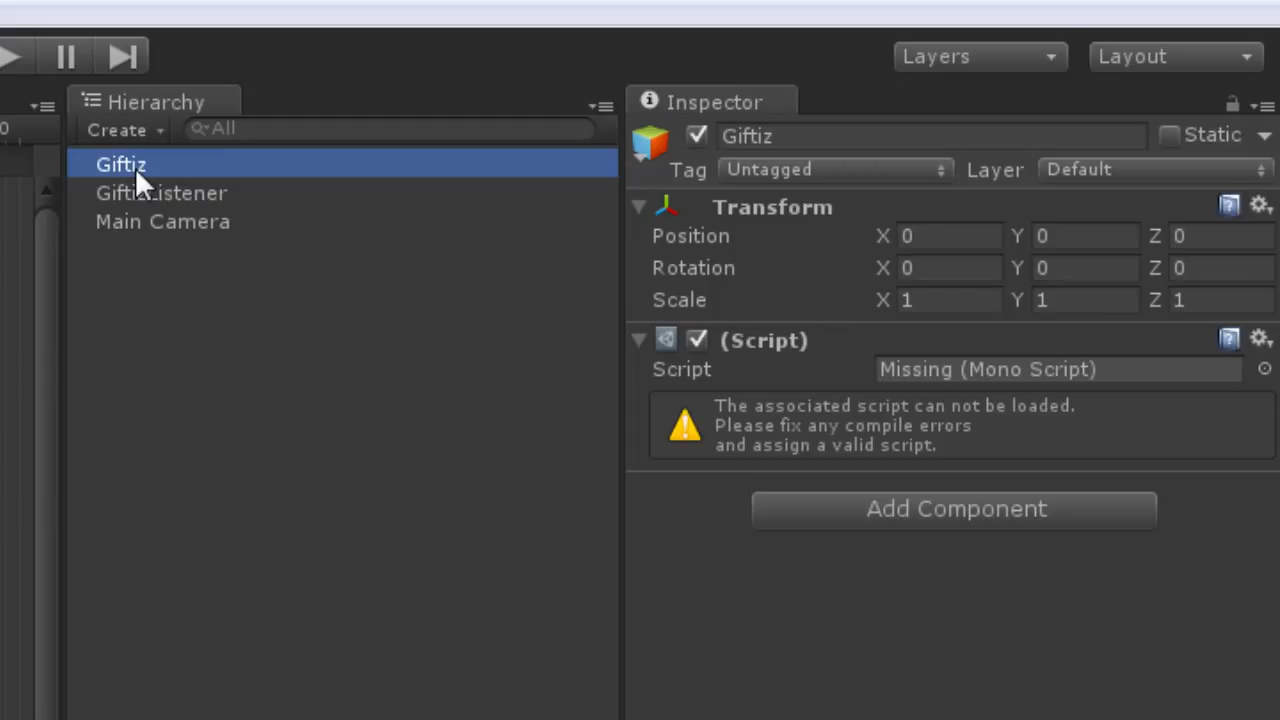 Layers
Layout
Hierarchy
Inspector
0
Create
All
Giftiz
Static
Tag
Untagged
Layer
Default
Giftiz
Main Camera
Transform
Position
X 0
Y 0
Z 0
Rotation
X 0
Y 0
Z 0
Scale
X 1
Y 1
Z 1
(Script)
Script
Missing (Mono Script)
The associated script can not be loaded.
Please fix any compile errors
and assign a valid script.
Add Component